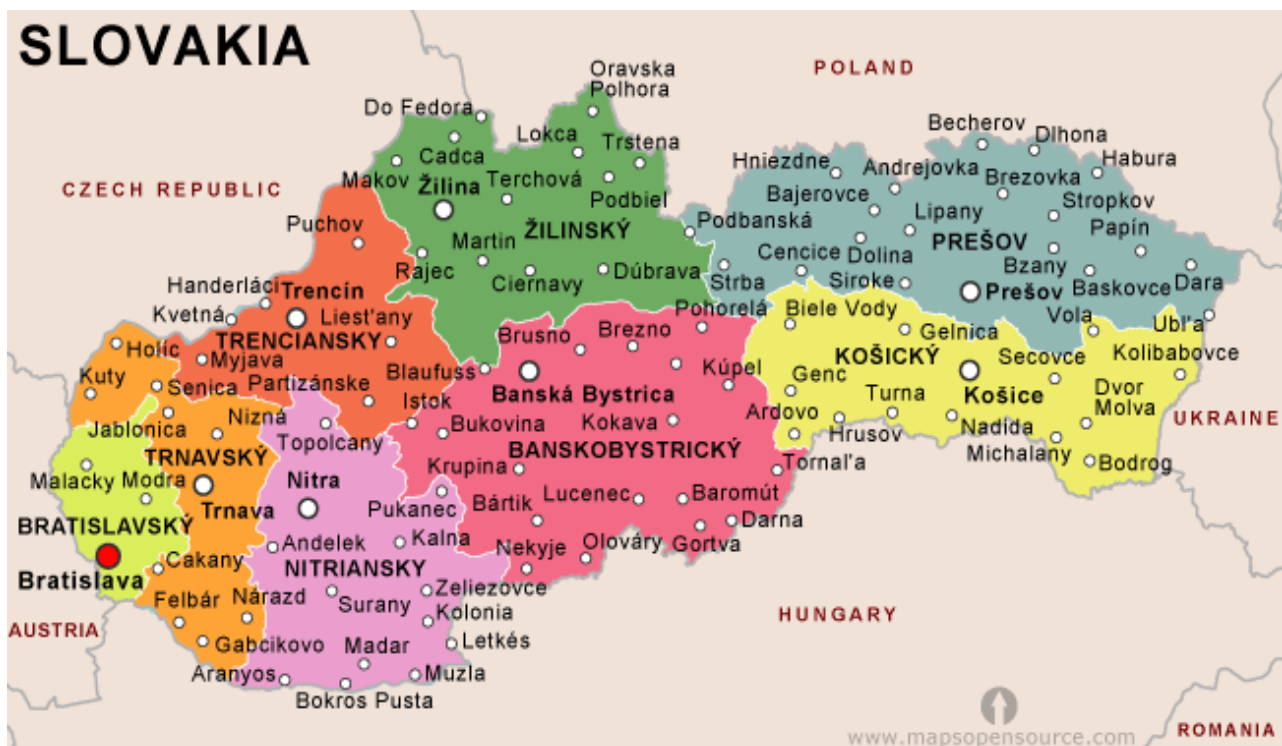 SLOVAKIA
POLAND
CZECH REPUBLIC
UKRAINE
HUNGARY
AUSTRIA
ROMANIA
Oravska
Polhora
Do Fedora
Lokca
Trstena
Cadca
Makov
Žilina
Terchová
Podbiel
ŽILINSKÝ
Martin
Rajec
Ciernavy
Dúbrava
Becherov
Dlhona
Hniezdne
Andrejovka
Habura
Bajerovce
Brezovka
Stropkov
Podbanská
Lipany
Papín
PREŠOV
Cencice
Dolina
Bzany
Strba
Siroke
Prešov
Baskovce
Dara
Puchov
Handerláci
Trencín
Kvetná
Liest'any
TRENCIANSKY
Myjava
Partizánske
Pohorelá
Biele Vody
Vola
Ubl'a
Brusno
Brezno
Gelnica
KOŠICKÝ
Secovce
Kolibabovce
Holíc
Blaufuss
Kúpel
Genc
Kuty
Senica
Banská Bystrica
Turna
Košice
Dvor
Molva
Istok
Ardovo
Jablonica
Nizná
Topolcany
Bukovina
Kokava
Hrusov
Nadida
Michalany
BANSKOBYSTRICKÝ
TRNAVSKÝ
Krupina
Tornal'a
Bodrog
Malacky
Modra
Nitra
Trnava
Pukanec
Bártik
Lucenec
Baromút
BRATISLAVSKÝ
Darna
Andelek
Kalna
Nekyje
Olováry
Gortva
Cakany
NITRIANSKY
Bratislava
Felbár
Nárazd
Surany
Zeliezovce
Kolonia
Gabcikovo
Madar
Letkés
Aranyos
Muzla
Bokros Pusta
www.mapsopensource.com